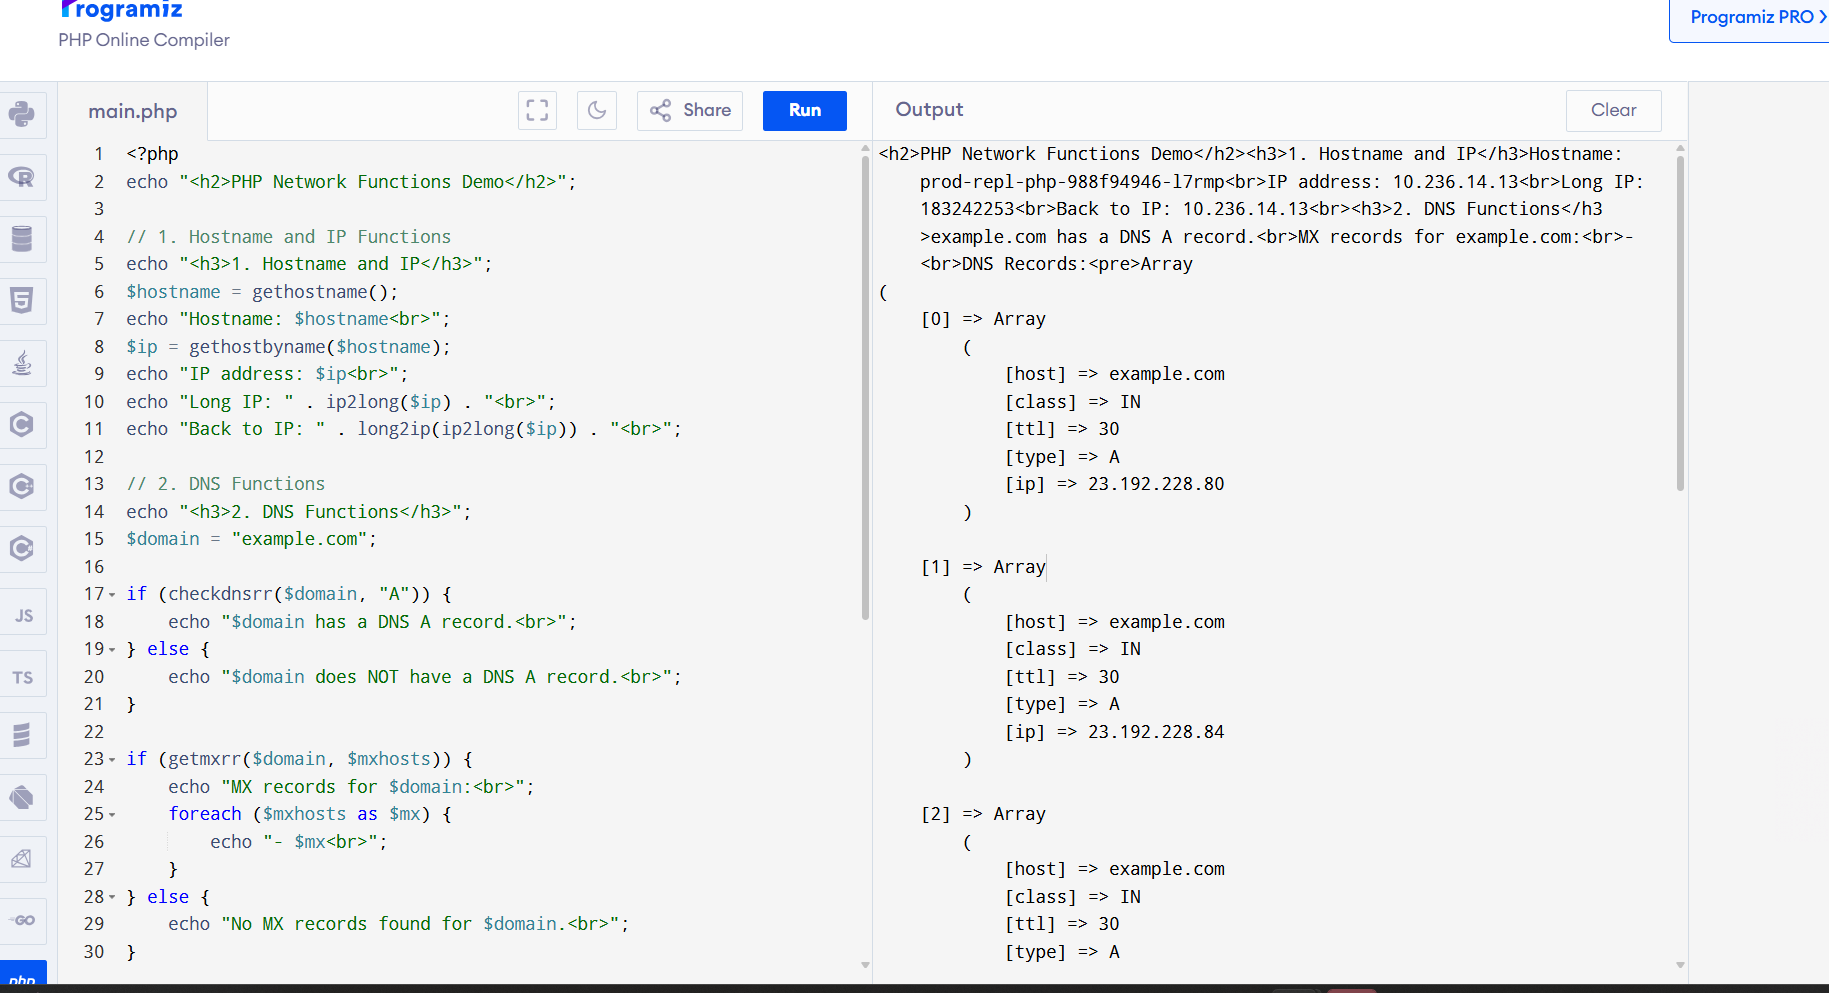 Programiz
PHP Online Compiler
Programiz PRO
main.php
Share
Run
Output
Clear
1 <?php
2 echo "<h2>PHP Network Functions Demo</h2>";
3
4 // 1. Hostname and IP Functions
5 echo "<h3>1. Hostname and IP</h3>";
6 $hostname = gethostname();
7 echo "Hostname: $hostname<br>";
8 $ip = gethostbyname($hostname);
9 echo "IP address: $ip<br>";
10 echo "Long IP: " . ip2long($ip) . "<br>";
11 echo "Back to IP: " . long2ip(ip2long($ip)) . "<br>";
12
13 // 2. DNS Functions
14 echo "<h3>2. DNS Functions</h3>";
15 $domain = "example.com";
16
17 if (checkdnsrr($domain, "A")) {
18 echo "$domain has a DNS A record.<br>";
19 } else {
20 echo "$domain does NOT have a DNS A record.<br>";
21 }
22
23 if (getmxrr($domain, $mxhosts)) {
24 echo "MX records for $domain:<br>";
25 foreach ($mxhosts as $mx) {
26 echo "- $mx<br>";
27 }
28 } else {
29 echo "No MX records found for $domain.<br>";
30 }
<h2>PHP Network Functions Demo</h2><h3>1. Hostname and IP</h3>Hostname:
prod-repl-php-988f94946-l7rmp<br>IP address: 10.236.14.13<br>Long IP:
183242253<br>Back to IP: 10.236.14.13<br><h3>2. DNS Functions</h3
>example.com has a DNS A record.<br>MX records for example.com:<br>-
<br>DNS Records:<pre>Array
(
[0] => Array
(
[host] => example.com
[class] => IN
[ttl] => 30
[type] => A
[ip] => 23.192.228.80
)
[1] => Array
(
[host] => example.com
[class] => IN
[ttl] => 30
[type] => A
[ip] => 23.192.228.84
)
[2] => Array
(
[host] => example.com
[class] => IN
[ttl] => 30
[type] => A
R
5
C
C
C
JS
TS
GO
php